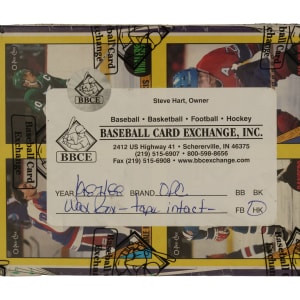 Baseball Card
Exchange
BBCE
Steve Hart, Owner
Baseball • Basketball • Football • Hockey
BASEBALL CARD EXCHANGE, INC.
2412 US Highway 41 • Schererville, IN 46375
(219) 515-6907 • 800-598-8656
Fax (219) 515-6908 • www.bbcexchange.com
BBCE
YEAR 1987/88 BRAND OPC BB BK
Wax box - tape intact - FB HK